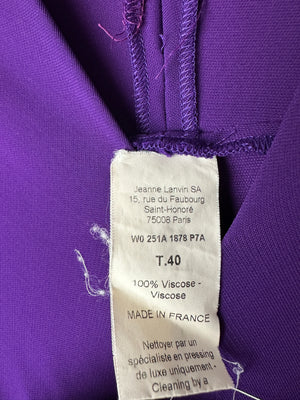 Jeanne Lanvin SA
15, rue du Faubourg
Saint-Honoré
75008 Paris
W0 251A 1878 P7A
T.40
100% Viscose -
Viscose
MADE IN FRANCE
Nettoyer par un
spécialiste en pressing
de luxe uniquement -
Cleaning by a